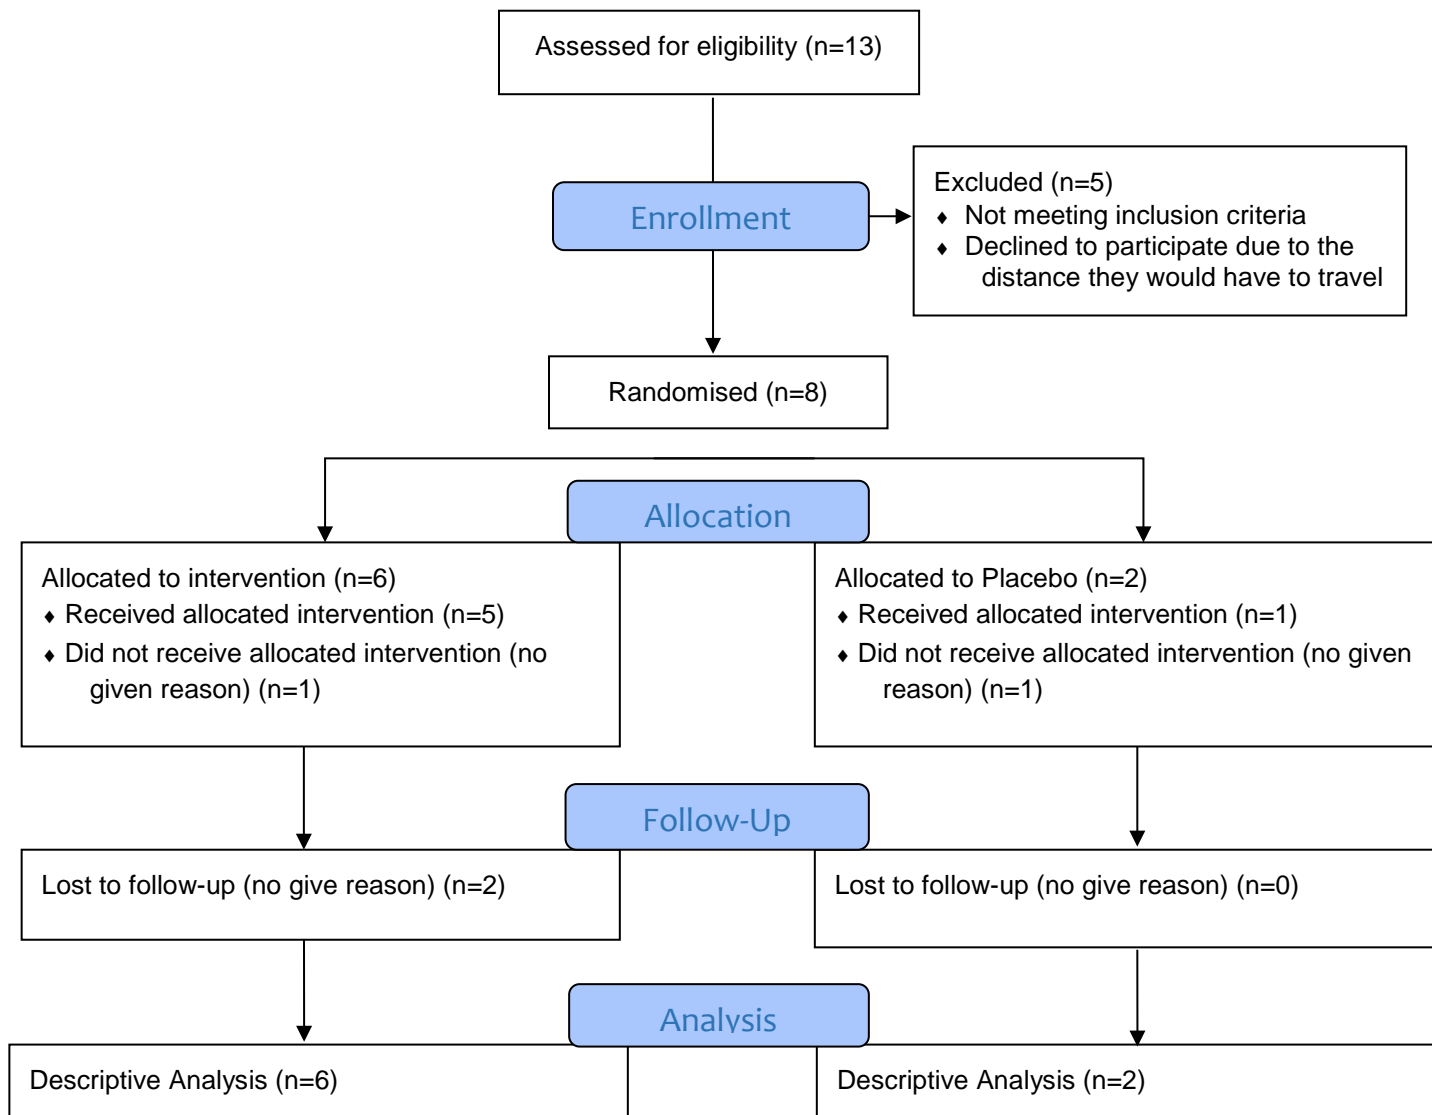 Assessed for eligibility (n=13)
Enrollment
Excluded (n=5)
♦ Not meeting inclusion criteria
♦ Declined to participate due to the
distance they would have to travel
Randomised (n=8)
Allocation
Allocated to intervention (n=6)
♦ Received allocated intervention (n=5)
♦ Did not receive allocated intervention (no
given reason) (n=1)
Allocated to Placebo (n=2)
♦ Received allocated intervention (n=1)
♦ Did not receive allocated intervention (no given
reason) (n=1)
Follow-Up
Lost to follow-up (no give reason) (n=2)
Lost to follow-up (no give reason) (n=0)
Analysis
Descriptive Analysis (n=6)
Descriptive Analysis (n=2)